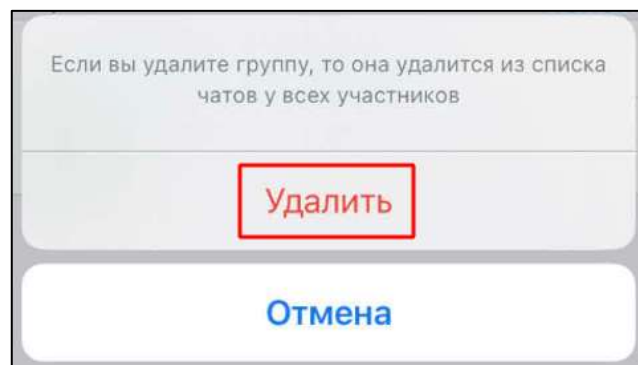 Если вы удалите группу, то она удалится из списка
чатов у всех участников
Удалить
Отмена